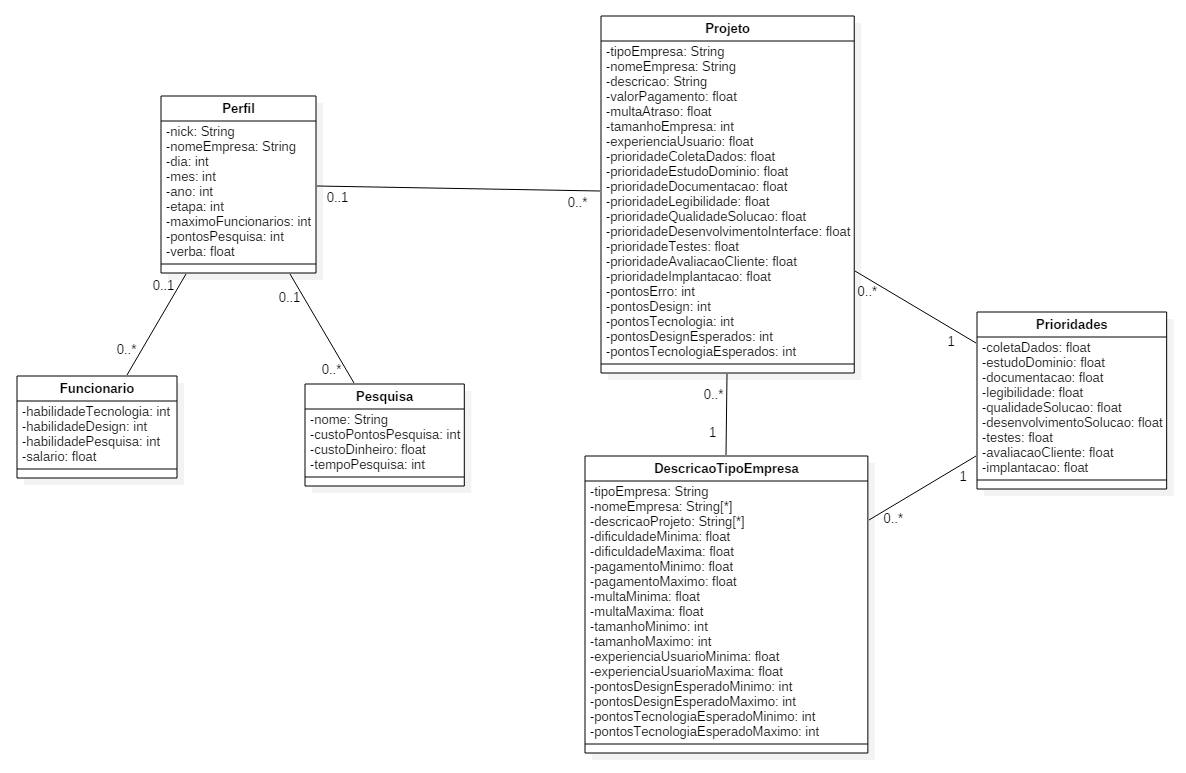 Projeto
-tipoEmpresa: String
-nomeEmpresa: String
-descricao: String
-valorPagamento: float
-multaAtraso: float
-tamanhoEmpresa: int
-experienciaUsuario: float
-prioridadeColetaDados: float
-prioridadeEstudoDominio: float
-prioridadeDocumentacao: float
-prioridadeLegibilidade: float
-prioridadeQualidadeSolucao: float
-prioridadeDesenvolvimentoInterface: float
-prioridadeTestes: float
-prioridadeAvaliacaoCliente: float
-prioridadeImplantacao: float
-pontosErro: int
-pontosDesign: int
-pontosTecnologia: int
-pontosDesignEsperados: int
-pontosTecnologiaEsperados: int
Perfil
-nick: String
-nomeEmpresa: String
-dia: int
-mes: int
-ano: int
-etapa: int
-maximoFuncionarios: int
-pontosPesquisa: int
-verba: float
0..1
0..*
0..1
0..1
0..*
0..*
0..*
1
Prioridades
-coletaDados: float
-estudoDominio: float
-documentacao: float
-legibilidade: float
-qualidadeSolucao: float
-desenvolvimentoSolucao: float
-testes: float
-avaliacaoCliente: float
-implantacao: float
Funcionario
-habilidadeTecnologia: int
-habilidadeDesign: int
-habilidadePesquisa: int
-salario: float
Pesquisa
-nome: String
-custoPontosPesquisa: int
-custoDinheiro: float
-tempoPesquisa: int
0..*
1
1
0..*
DescricaoTipoEmpresa
-tipoEmpresa: String
-nomeEmpresa: String[*]
-descricaoProjeto: String[*]
-dificuldadeMinima: float
-dificuldadeMaxima: float
-pagamentoMinimo: float
-pagamentoMaximo: float
-multaMinima: float
-multaMaxima: float
-tamanhoMinimo: int
-tamanhoMaximo: int
-experienciaUsuarioMinima: float
-experienciaUsuarioMaxima: float
-pontosDesignEsperadoMinimo: int
-pontosDesignEsperadoMaximo: int
-pontosTecnologiaEsperadoMinimo: int
-pontosTecnologiaEsperadoMaximo: int